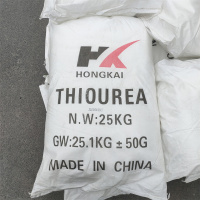 HK
HONGKAI
THIOUREA
N.W:25KG
GW:25.1KG ± 50G
MADE IN CHINA